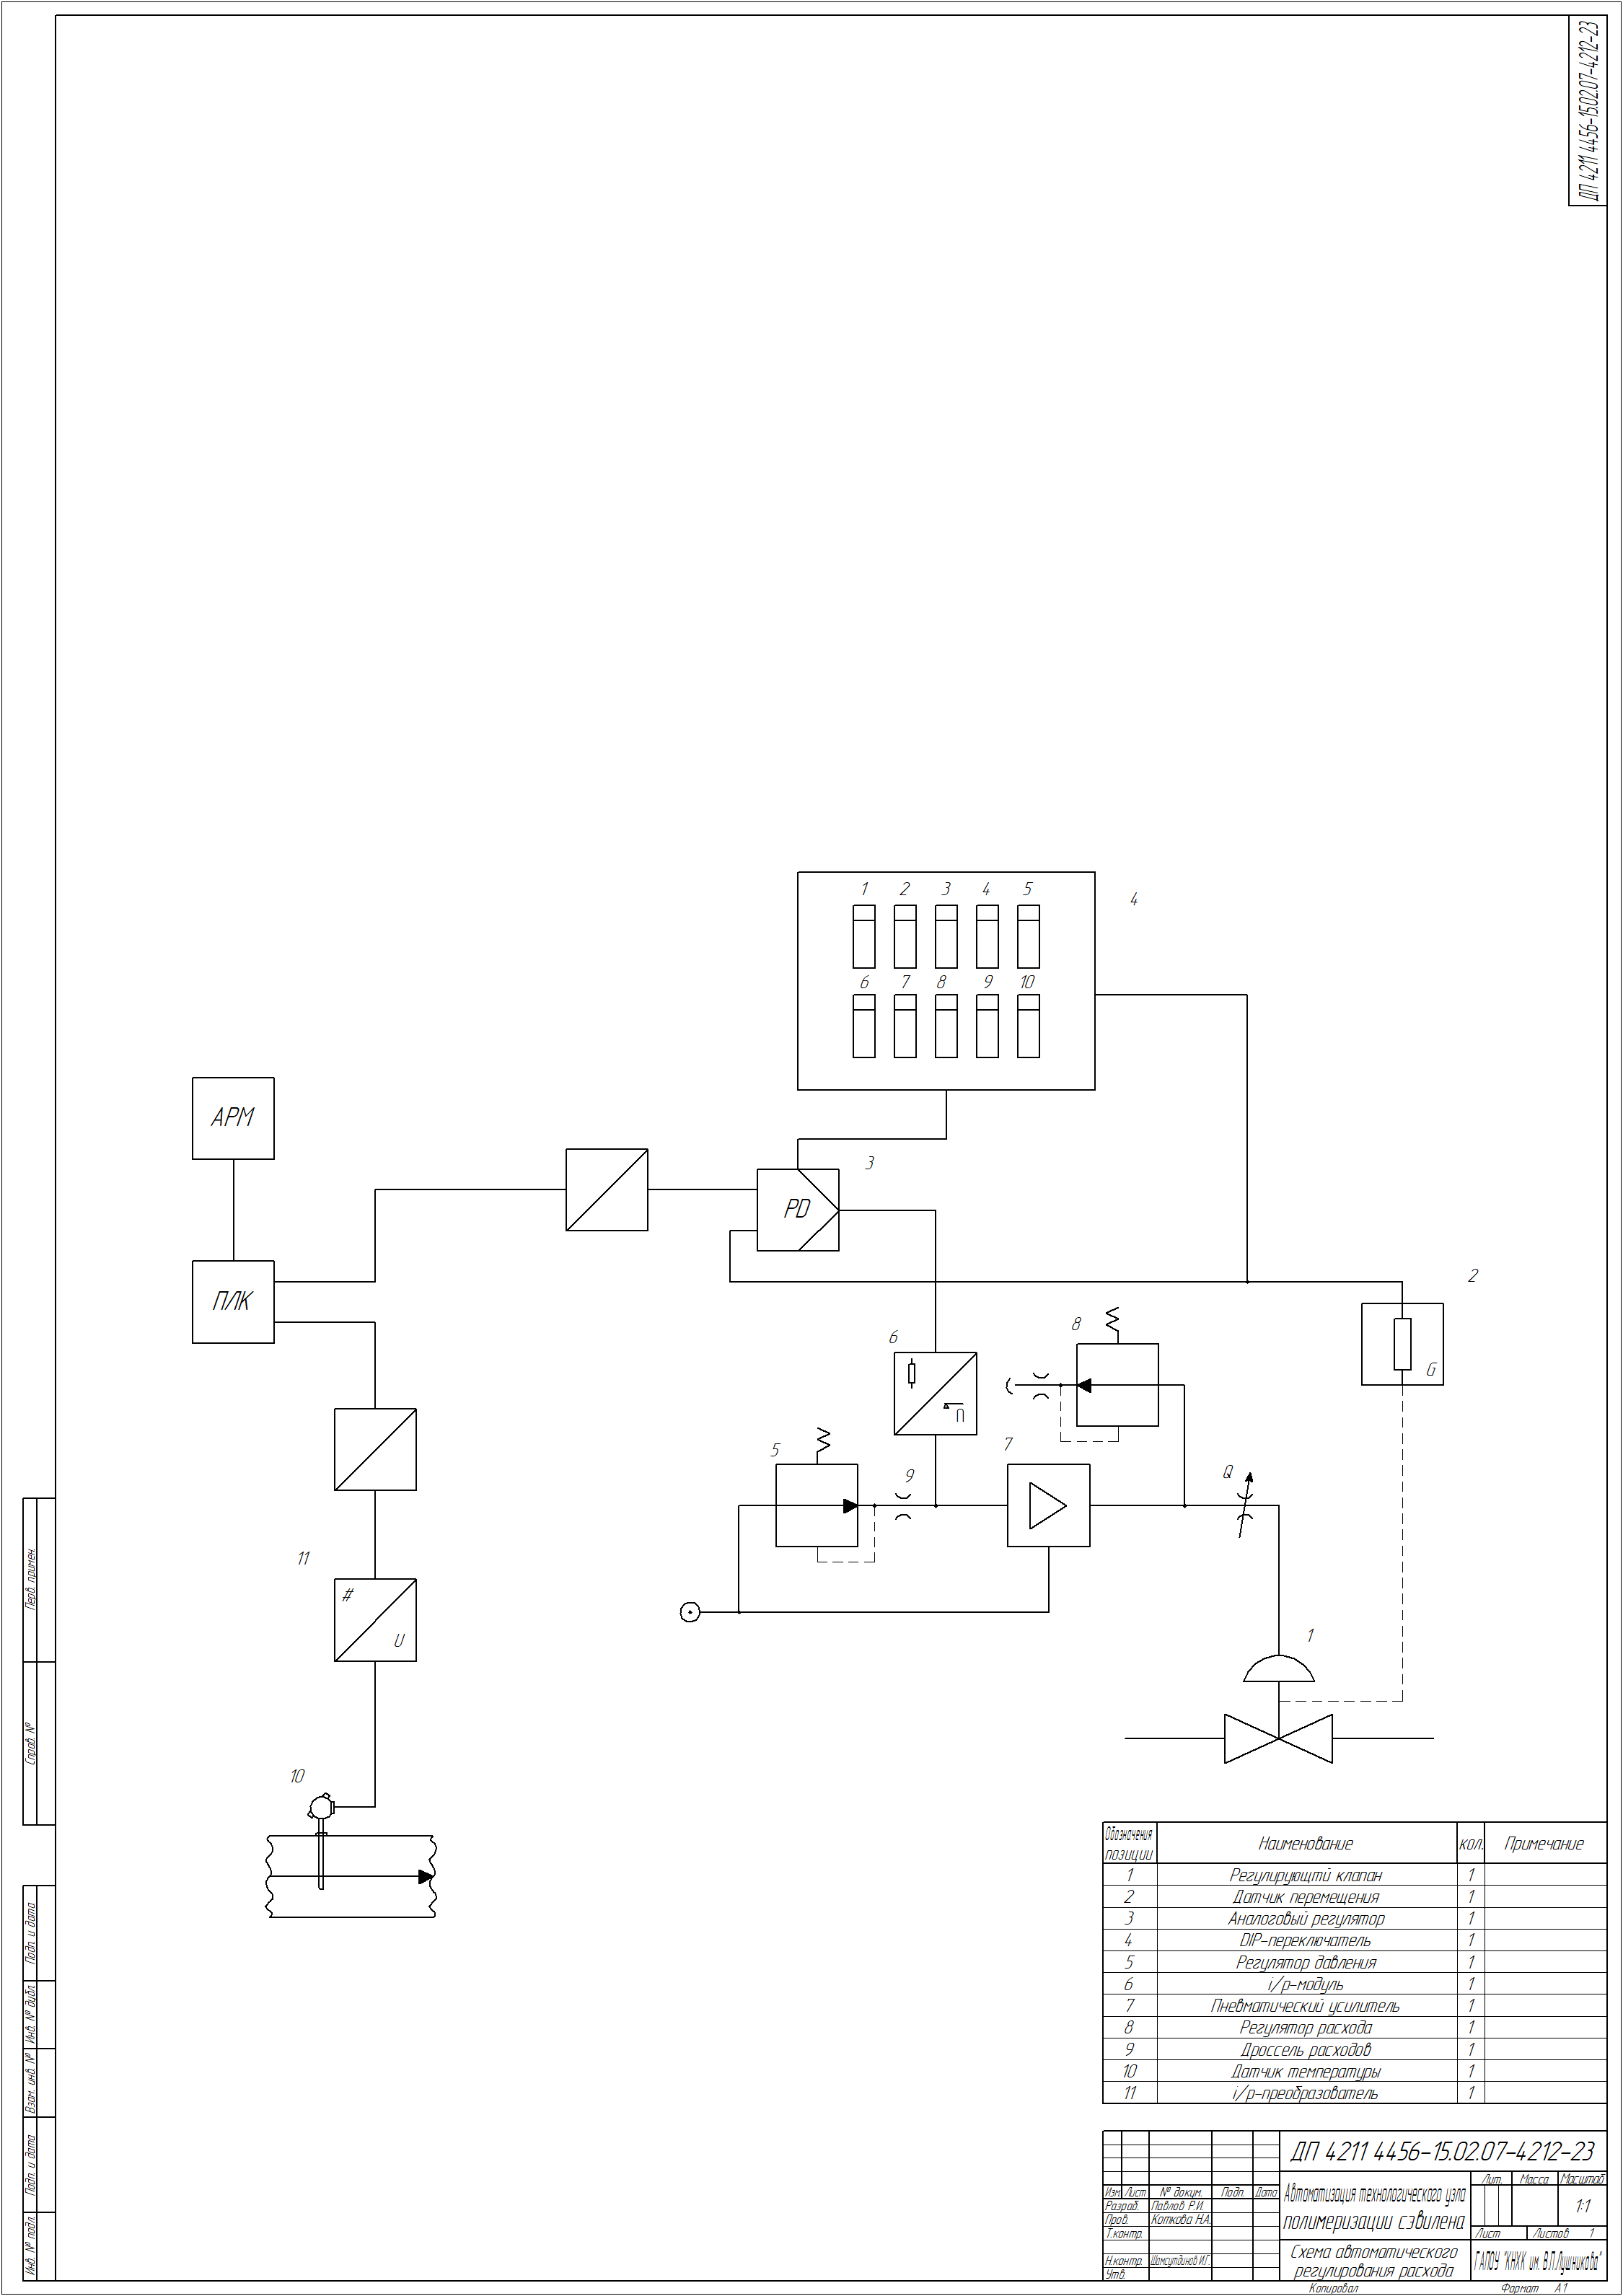 ДП 4211 4456-15.02.07-4212-23
1 2 3 4 5
6 7 8 9 10
4
АРМ
3
PD
ПЛК
2
G
8
6
П
5
9
7
Q
11
#
U
1
10
Перв. примен.
Справ. №
Подп. и дата
Инв. № дубл.
Взам. инв. №
Подп. и дата
Инв. № подл.
Обозначения позиции Наименование кол. Примечание
1 Регулирующтй клапан 1
2 Датчик перемещения 1
3 Аналоговый регулятор 1
4 DIP-переключатель 1
5 Регулятор давления 1
6 i/p-модуль 1
7 Пневматический усилитель 1
8 Регулятор расхода 1
9 Дроссель расходов 1
10 Датчик температуры 1
11 i/p-преобразователь 1
ДП 4211 4456-15.02.07-4212-23
Изм. Лист № докум. Подп. Дата
Разраб. Павлов Р.И.
Пров. Коткова Н.А.
Т.контр.
Н.контр. Шамсутдинов И.Г.
Утв.
Автоматизация технологического узла
полимеризации сэвилена
Лит. Масса Масштаб
1:1
Лист Листов 1
Схема автоматического
регулирования расхода
ГАПОУ "КНХК им. В.П.Лушникова"
Копировал Формат А1